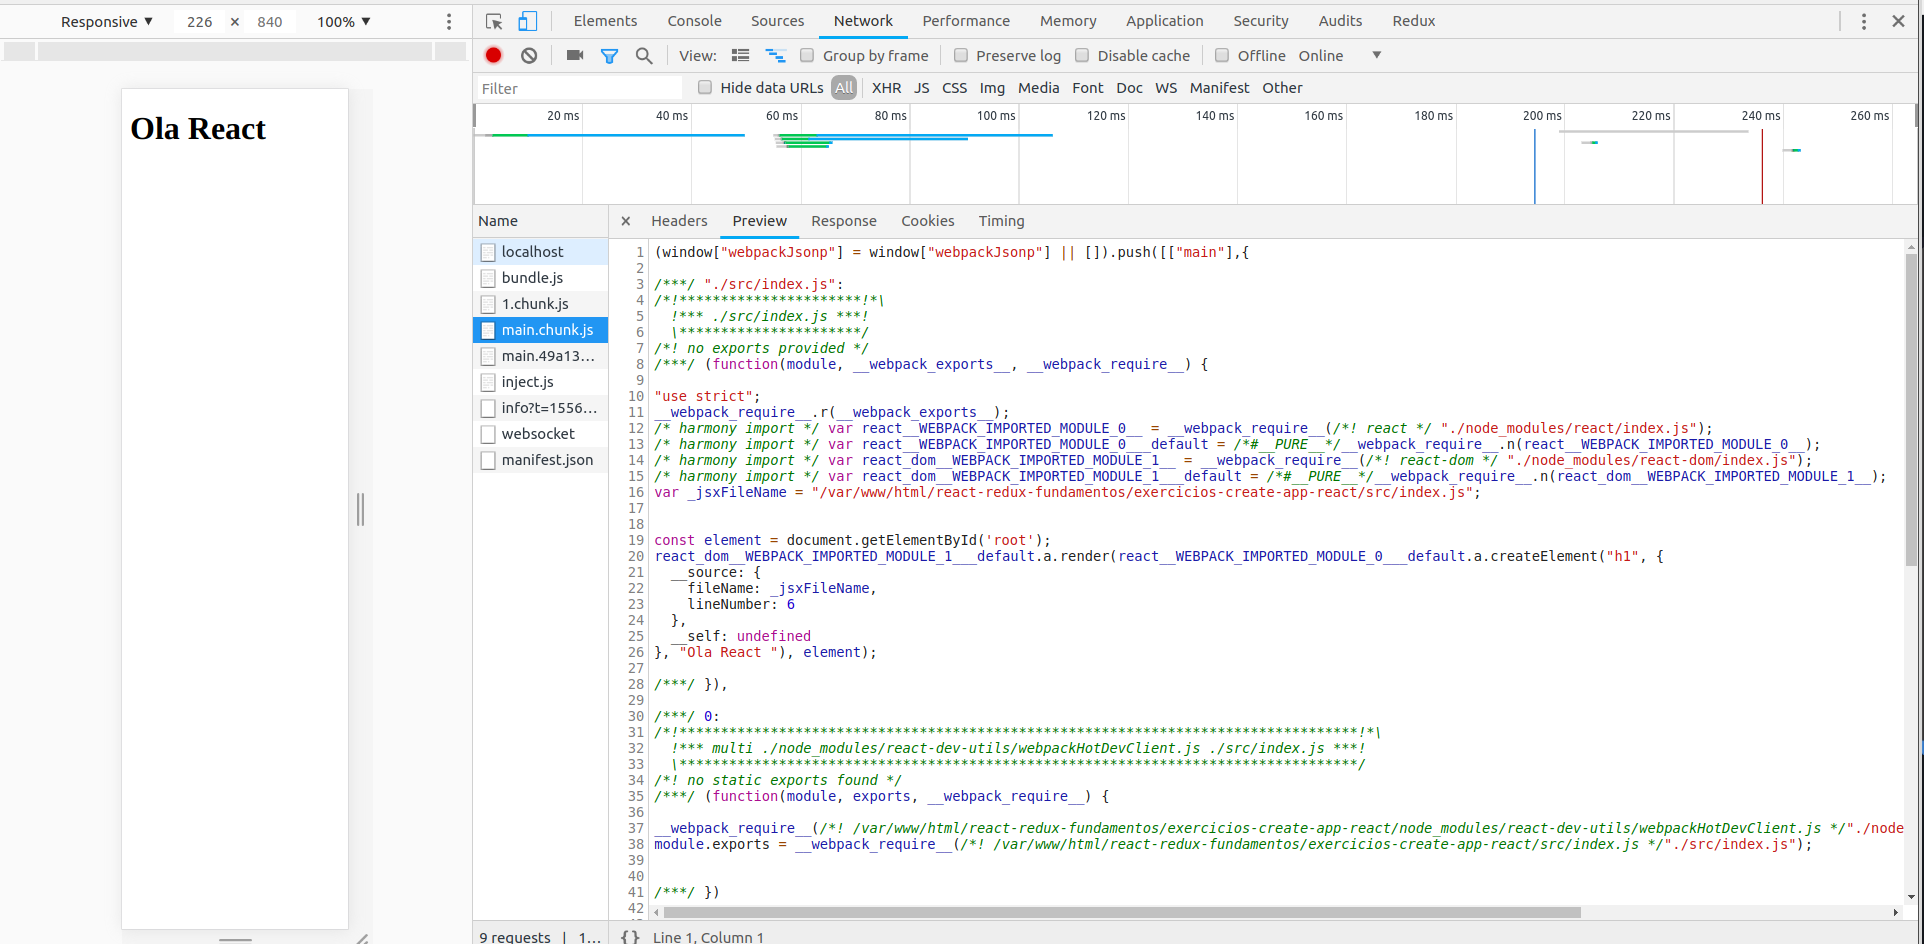 Responsive ▼ 226 × 840 100% ▼
Elements Console Sources Network Performance Memory Application Security Audits Redux
View: Group by frame Preserve log Disable cache Offline Online ▼
Filter Hide data URLs All XHR JS CSS Img Media Font Doc WS Manifest Other
20 ms 40 ms 60 ms 80 ms 100 ms 120 ms 140 ms 160 ms 180 ms 200 ms 220 ms 240 ms 260 ms
Ola React
Name
localhost
bundle.js
1.chunk.js
main.chunk.js
main.49a13...
inject.js
info?t=1556...
websocket
manifest.json
× Headers Preview Response Cookies Timing
1 (window["webpackJsonp"] = window["webpackJsonp"] || []).push([["main"],{
2
3 /***/ "./src/index.js":
4 /*!**********************!*\
5   !*** ./src/index.js ***!
6   \**********************/
7 /*! no exports provided */
8 /***/ (function(module, __webpack_exports__, __webpack_require__) {
9
10 "use strict";
11 __webpack_require__.r(__webpack_exports__);
12 /* harmony import */ var react__WEBPACK_IMPORTED_MODULE_0__ = __webpack_require__(/*! react */ "./node_modules/react/index.js");
13 /* harmony import */ var react__WEBPACK_IMPORTED_MODULE_0___default = /*#__PURE__*/__webpack_require__.n(react__WEBPACK_IMPORTED_MODULE_0__);
14 /* harmony import */ var react_dom__WEBPACK_IMPORTED_MODULE_1__ = __webpack_require__(/*! react-dom */ "./node_modules/react-dom/index.js");
15 /* harmony import */ var react_dom__WEBPACK_IMPORTED_MODULE_1___default = /*#__PURE__*/__webpack_require__.n(react_dom__WEBPACK_IMPORTED_MODULE_1__);
16 var _jsxFileName = "/var/www/html/react-redux-fundamentos/exercicios-create-app-react/src/index.js";
17
18
19 const element = document.getElementById('root');
20 react_dom__WEBPACK_IMPORTED_MODULE_1___default.a.render(react__WEBPACK_IMPORTED_MODULE_0___default.a.createElement("h1", {
21   __source: {
22     fileName: _jsxFileName,
23     lineNumber: 6
24   },
25   __self: undefined
26 }, "Ola React "), element);
27
28 /***/ }),
29
30 /***/ 0:
31 /*!**********************************************************************************!*\
32   !*** multi ./node_modules/react-dev-utils/webpackHotDevClient.js ./src/index.js ***!
33   \**********************************************************************************/
34 /*! no static exports found */
35 /***/ (function(module, exports, __webpack_require__) {
36
37 __webpack_require__(/*! /var/www/html/react-redux-fundamentos/exercicios-create-app-react/node_modules/react-dev-utils/webpackHotDevClient.js */"./node
38 module.exports = __webpack_require__(/*! /var/www/html/react-redux-fundamentos/exercicios-create-app-react/src/index.js */"./src/index.js");
39
40
41 /***/ })
42
9 requests | 1... {} Line 1, Column 1